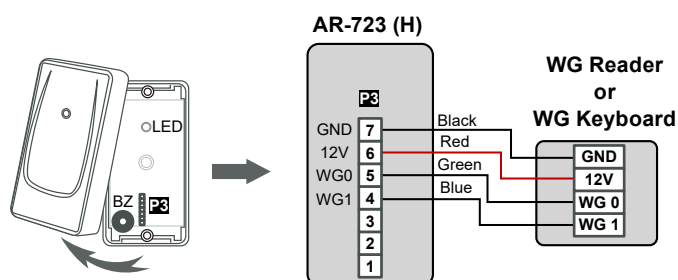 AR-723 (H)
LED
BZ
P3
P3
GND 7
12V 6
WG0 5
WG1 4
3
2
1
Black
Red
Green
Blue
WG Reader
or
WG Keyboard
GND
12V
WG 0
WG 1